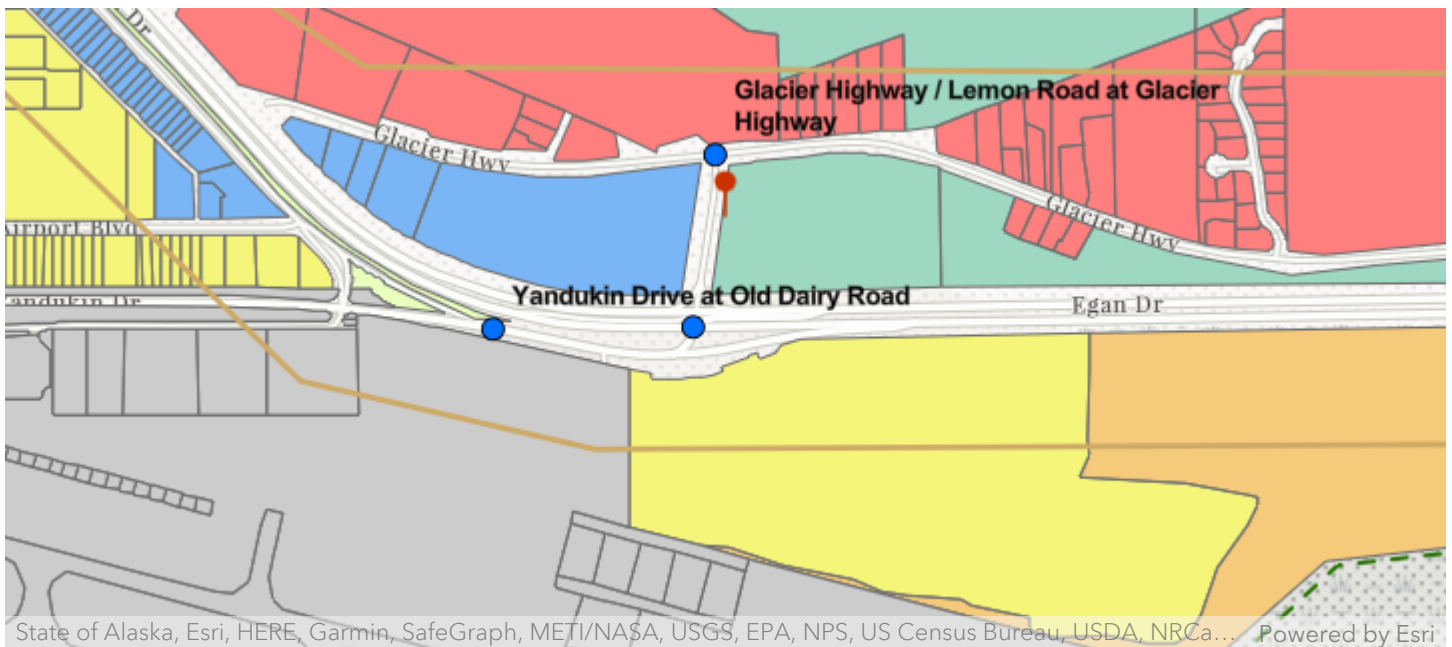 Dr
Glacier Highway / Lemon Road at Glacier
Highway
Glacier Hwy
Glacier Hwy
Airport Blvd
Yandukin Drive at Old Dairy Road
Yandukin Dr
Egan Dr
State of Alaska, Esri, HERE, Garmin, SafeGraph, METI/NASA, USGS, EPA, NPS, US Census Bureau, USDA, NRCa... Powered by Esri